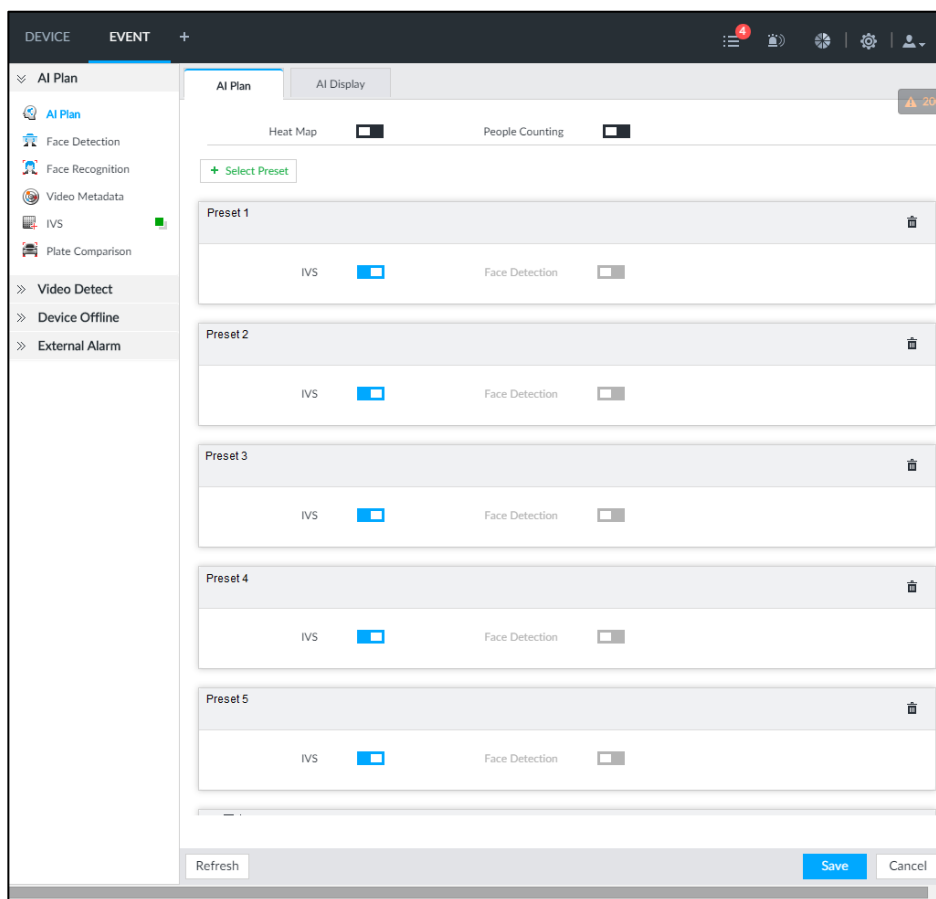 DEVICE EVENT +
4
AI Plan
AI Plan
Face Detection
Face Recognition
Video Metadata
IVS
Plate Comparison
Video Detect
Device Offline
External Alarm
AI Plan AI Display
20
Heat Map People Counting
+ Select Preset
Preset 1
IVS Face Detection
Preset 2
IVS Face Detection
Preset 3
IVS Face Detection
Preset 4
IVS Face Detection
Preset 5
IVS Face Detection
Refresh Save Cancel